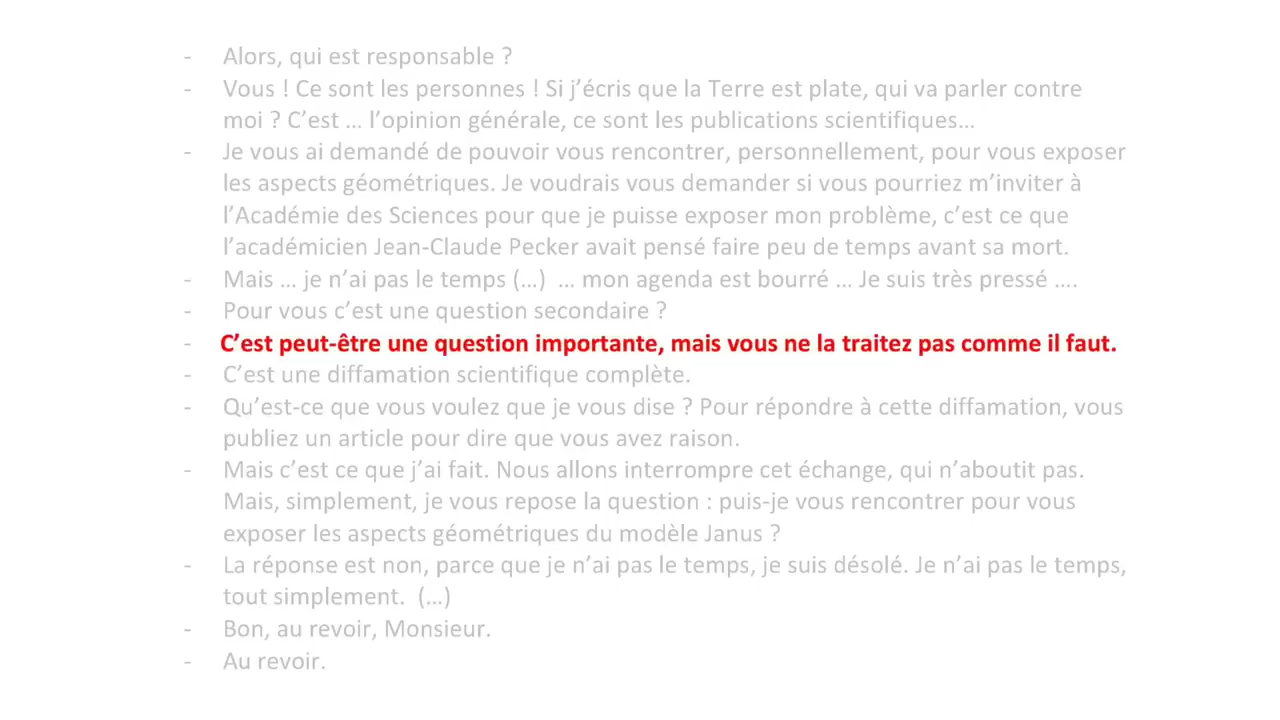 - Alors, qui est responsable ?
- Vous ! Ce sont les personnes ! Si j’écris que la Terre est plate, qui va parler contre
moi ? C’est … l’opinion générale, ce sont les publications scientifiques…
- Je vous ai demandé de pouvoir vous rencontrer, personnellement, pour vous exposer
les aspects géométriques. Je voudrais vous demander si vous pourriez m’inviter à
l’Académie des Sciences pour que je puisse exposer mon problème, c’est ce que
l’académicien Jean-Claude Pecker avait pensé faire peu de temps avant sa mort.
- Mais … je n’ai pas le temps (…)  … mon agenda est bourré … Je suis très pressé ….
- Pour vous c’est une question secondaire ?
- C’est peut-être une question importante, mais vous ne la traitez pas comme il faut.
- C’est une diffamation scientifique complète.
- Qu’est-ce que vous voulez que je vous dise ? Pour répondre à cette diffamation, vous
publiez un article pour dire que vous avez raison.
- Mais c’est ce que j’ai fait. Nous allons interrompre cet échange, qui n’aboutit pas.
Mais, simplement, je vous repose la question : puis-je vous rencontrer pour vous
exposer les aspects géométriques du modèle Janus ?
- La réponse est non, parce que je n’ai pas le temps, je suis désolé. Je n’ai pas le temps,
tout simplement.  (…)
- Bon, au revoir, Monsieur.
- Au revoir.